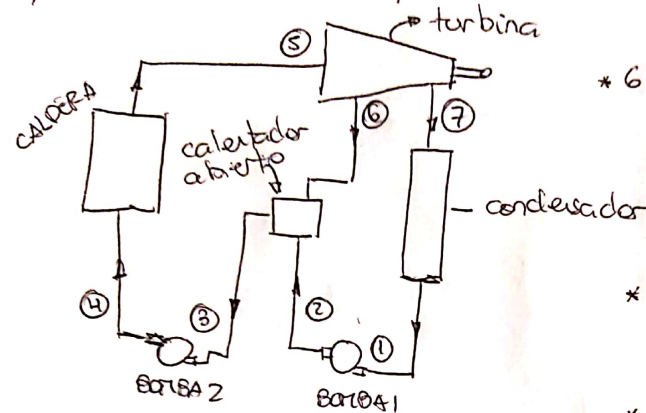 turbina
⑤
* 6
CALDERA
⑥
⑦
calentador
abierto
condensador
④
③
②
①
*
BOMBA 2
BOMBA 1